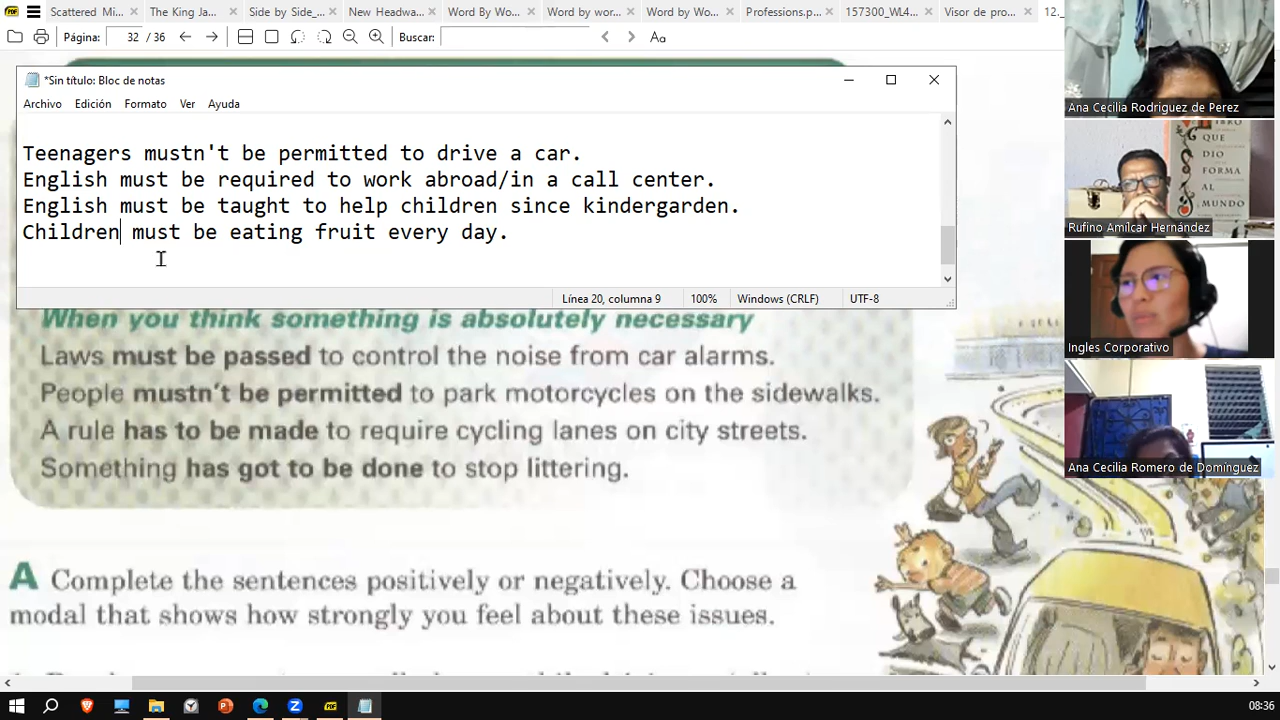 Scattered Mi...
The King Ja...
Side by Side_...
New Headwa...
Word By Wo...
Word by wor...
Word by Wo...
Professions.p...
157300_WL4...
Visor de pro...
12.
Página: 32 / 36
Buscar:
Aa
*Sin título: Bloc de notas
Archivo Edición Formato Ver Ayuda
Teenagers mustn't be permitted to drive a car.
English must be required to work abroad/in a call center.
English must be taught to help children since kindergarden.
Children must be eating fruit every day.
Línea 20, columna 9 100% Windows (CRLF) UTF-8
When you think something is absolutely necessary
Laws must be passed to control the noise from car alarms.
People mustn't be permitted to park motorcycles on the sidewalks.
A rule has to be made to require cycling lanes on city streets.
Something has got to be done to stop littering.
A Complete the sentences positively or negatively. Choose a
modal that shows how strongly you feel about these issues.
Ana Cecilia Rodriguez de Perez
LIBRO
QUE
DIO
FORMA
AL
MUNDO
Rufino Amílcar Hernández
Ingles Corporativo
Ana Cecilia Romero de Domínguez
08:36